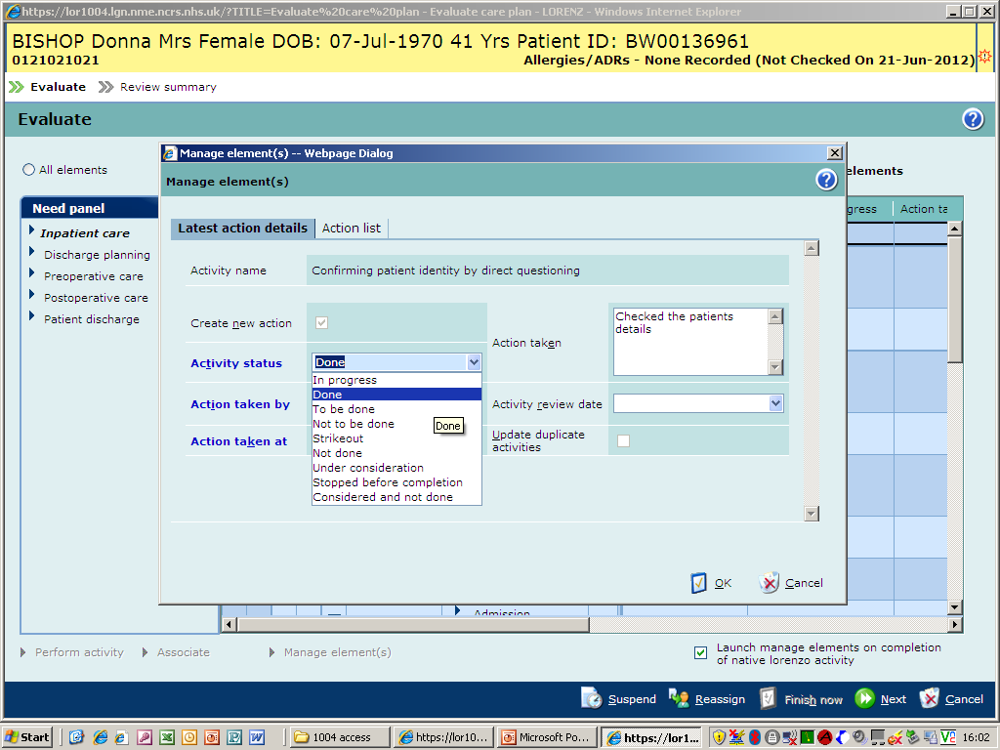 https://lor1004.lgn.nme.ncrs.nhs.uk/?TITLE=Evaluate%20care%20plan - Evaluate care plan - LORENZ - Windows Internet Explorer
BISHOP Donna Mrs Female DOB: 07-Jul-1970 41 Yrs Patient ID: BW00136961
0121021021
Allergies/ADRs - None Recorded (Not Checked On 21-Jun-2012)
Evaluate
Review summary
Evaluate
All elements
elements
Need panel
Inpatient care
Discharge planning
Preoperative care
Postoperative care
Patient discharge
gress
Action ta
Manage element(s) -- Webpage Dialog
Manage element(s)
Latest action details
Action list
Activity name
Confirming patient identity by direct questioning
Create new action
Action taken
Checked the patients
details
Activity status
Done
In progress
Done
To be done
Not to be done
Strikeout
Not done
Under consideration
Stopped before completion
Considered and not done
Done
Action taken by
Activity review date
Action taken at
Update duplicate
activities
OK
Cancel
Admission
Perform activity
Associate
Manage element(s)
Launch manage elements on completion
of native lorenzo activity
Suspend
Reassign
Finish now
Next
Cancel
Start
1004 access
https://lor10...
Microsoft Po...
https://lor1...
16:02